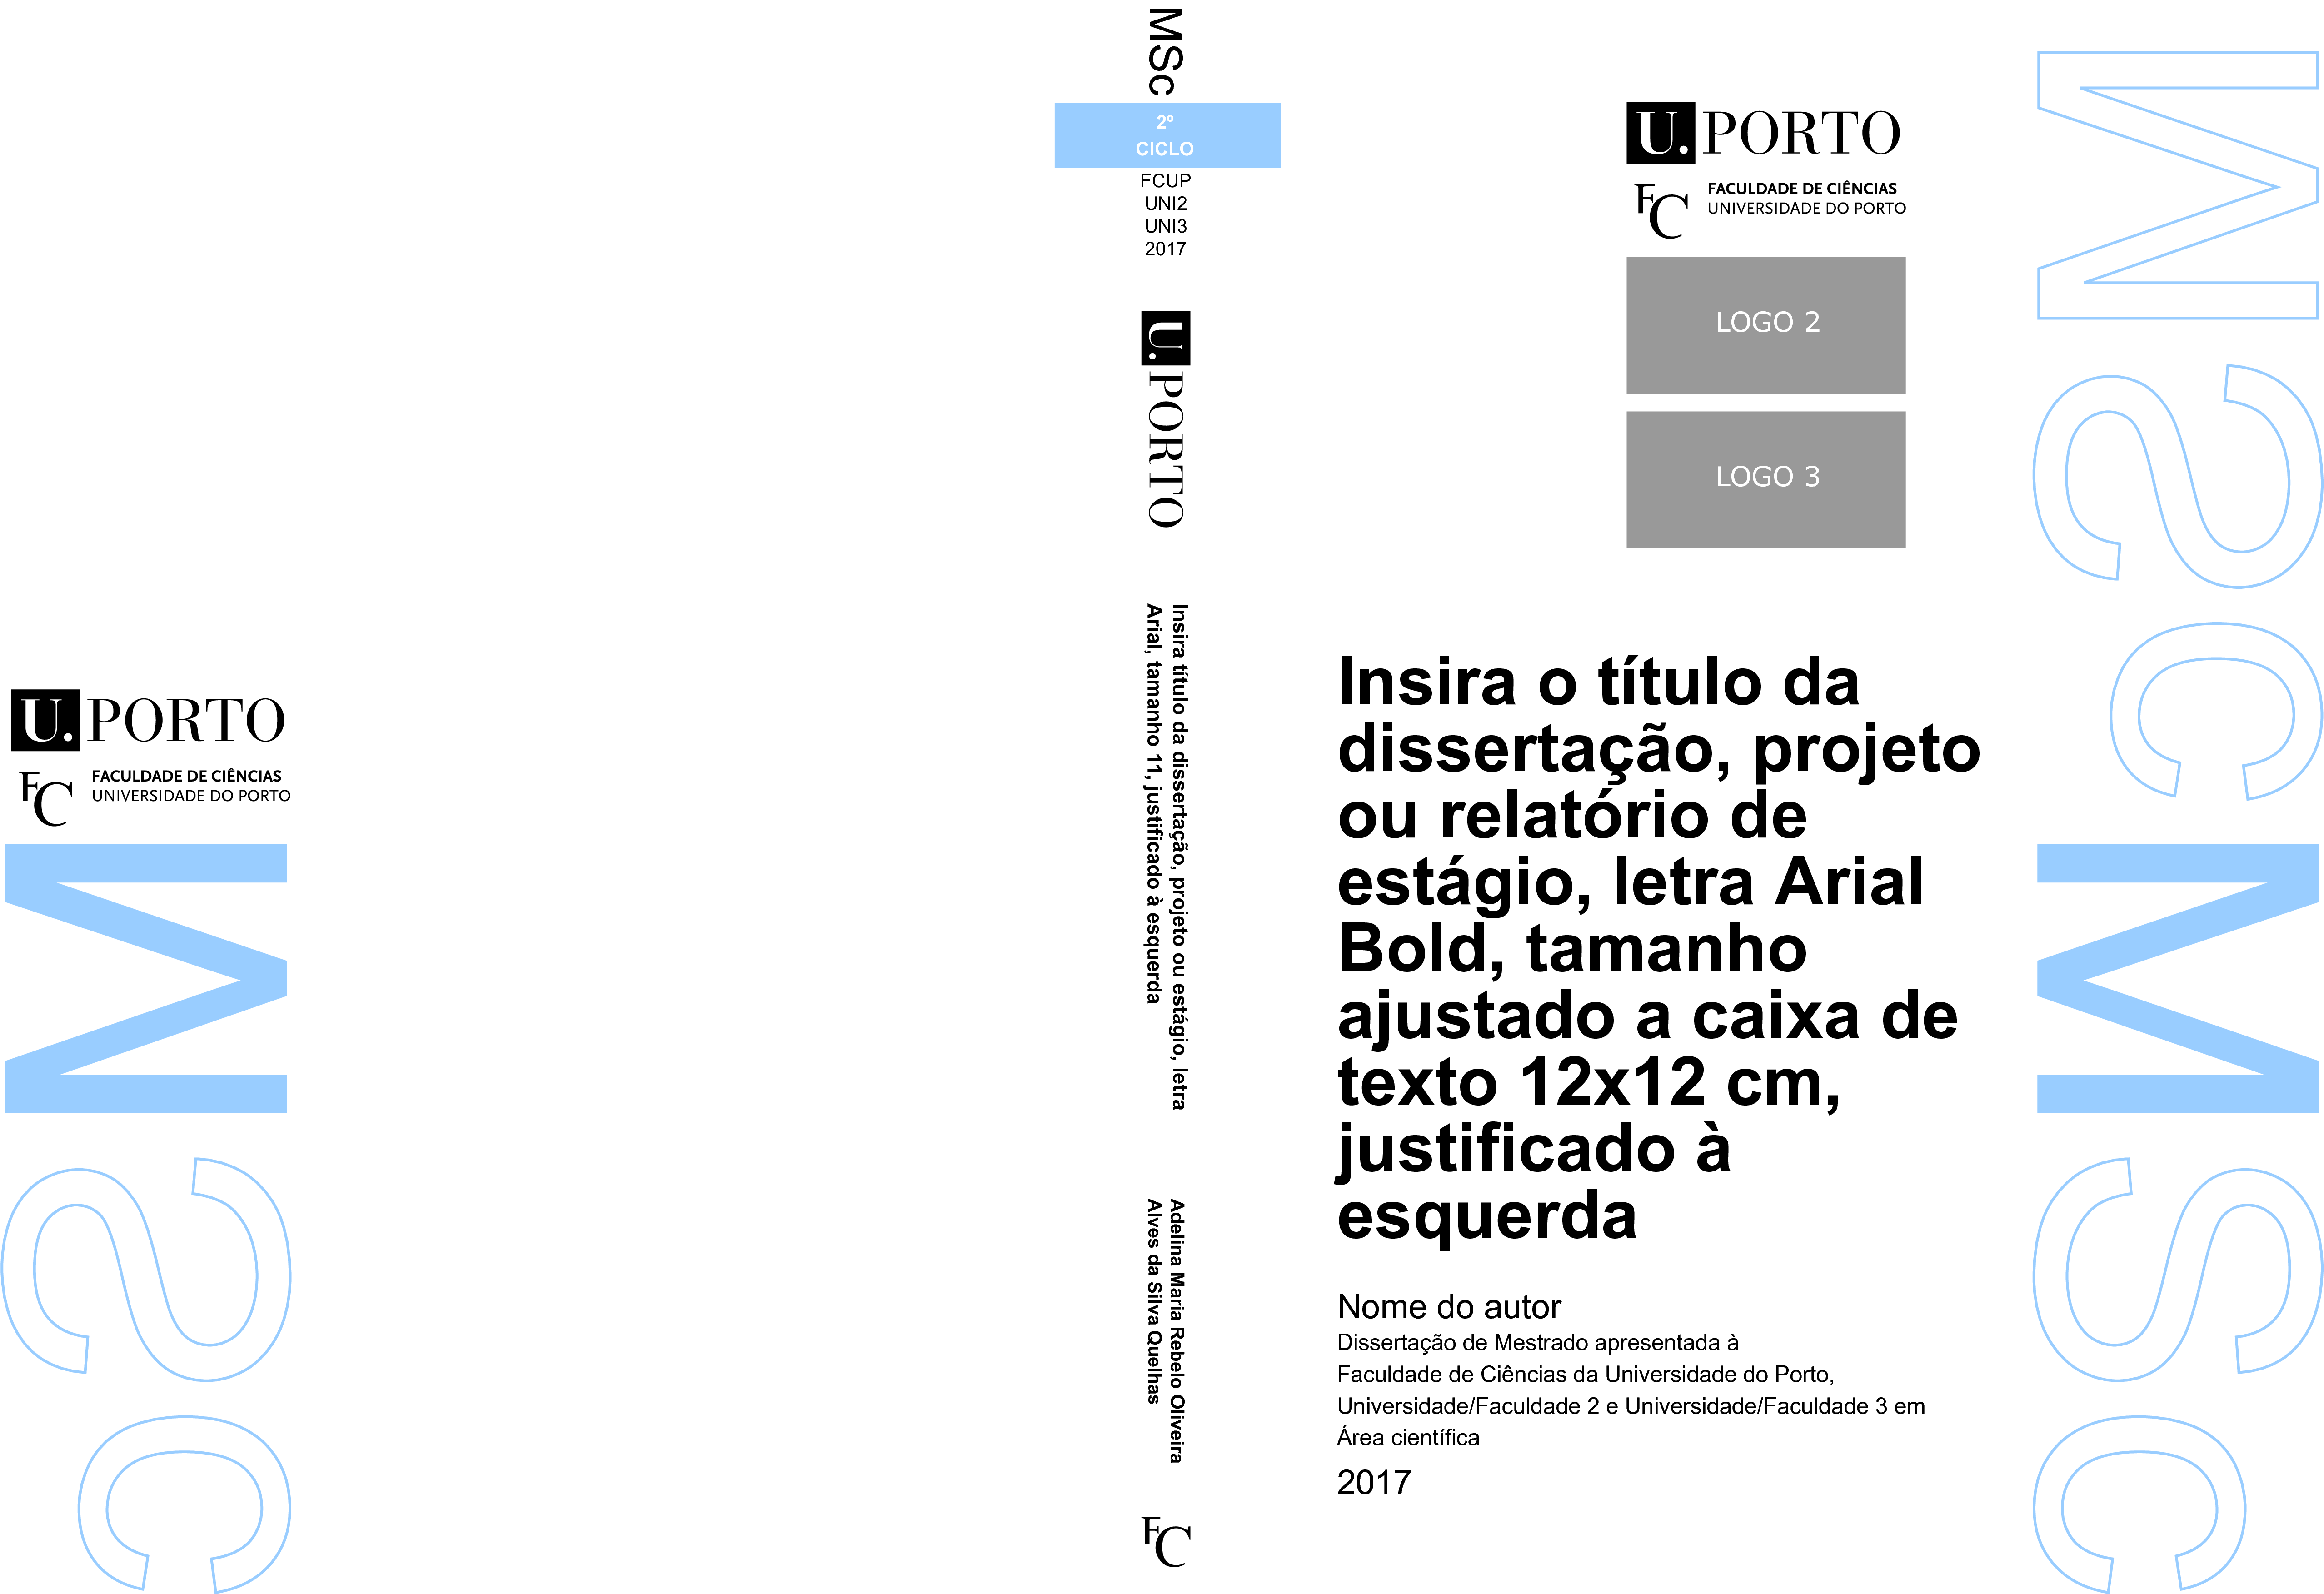 U. PORTO
FC FACULDADE DE CIÊNCIAS
UNIVERSIDADE DO PORTO
MSc
MSc
2º
CICLO
FCUP
UNI2
UNI3
2017
U. PORTO
Insira título da dissertação, projeto ou estágio, letra
Arial, tamanho 11, justificado à esquerda
Adelina Maria Rebelo Oliveira
Alves da Silva Quelhas
FC
U. PORTO
FC FACULDADE DE CIÊNCIAS
UNIVERSIDADE DO PORTO
LOGO 2
LOGO 3
Insira o título da
dissertação, projeto
ou relatório de
estágio, letra Arial
Bold, tamanho
ajustado a caixa de
texto 12x12 cm,
justificado à
esquerda
Nome do autor
Dissertação de Mestrado apresentada à
Faculdade de Ciências da Universidade do Porto,
Universidade/Faculdade 2 e Universidade/Faculdade 3 em
Área científica
2017
MSc
MSc